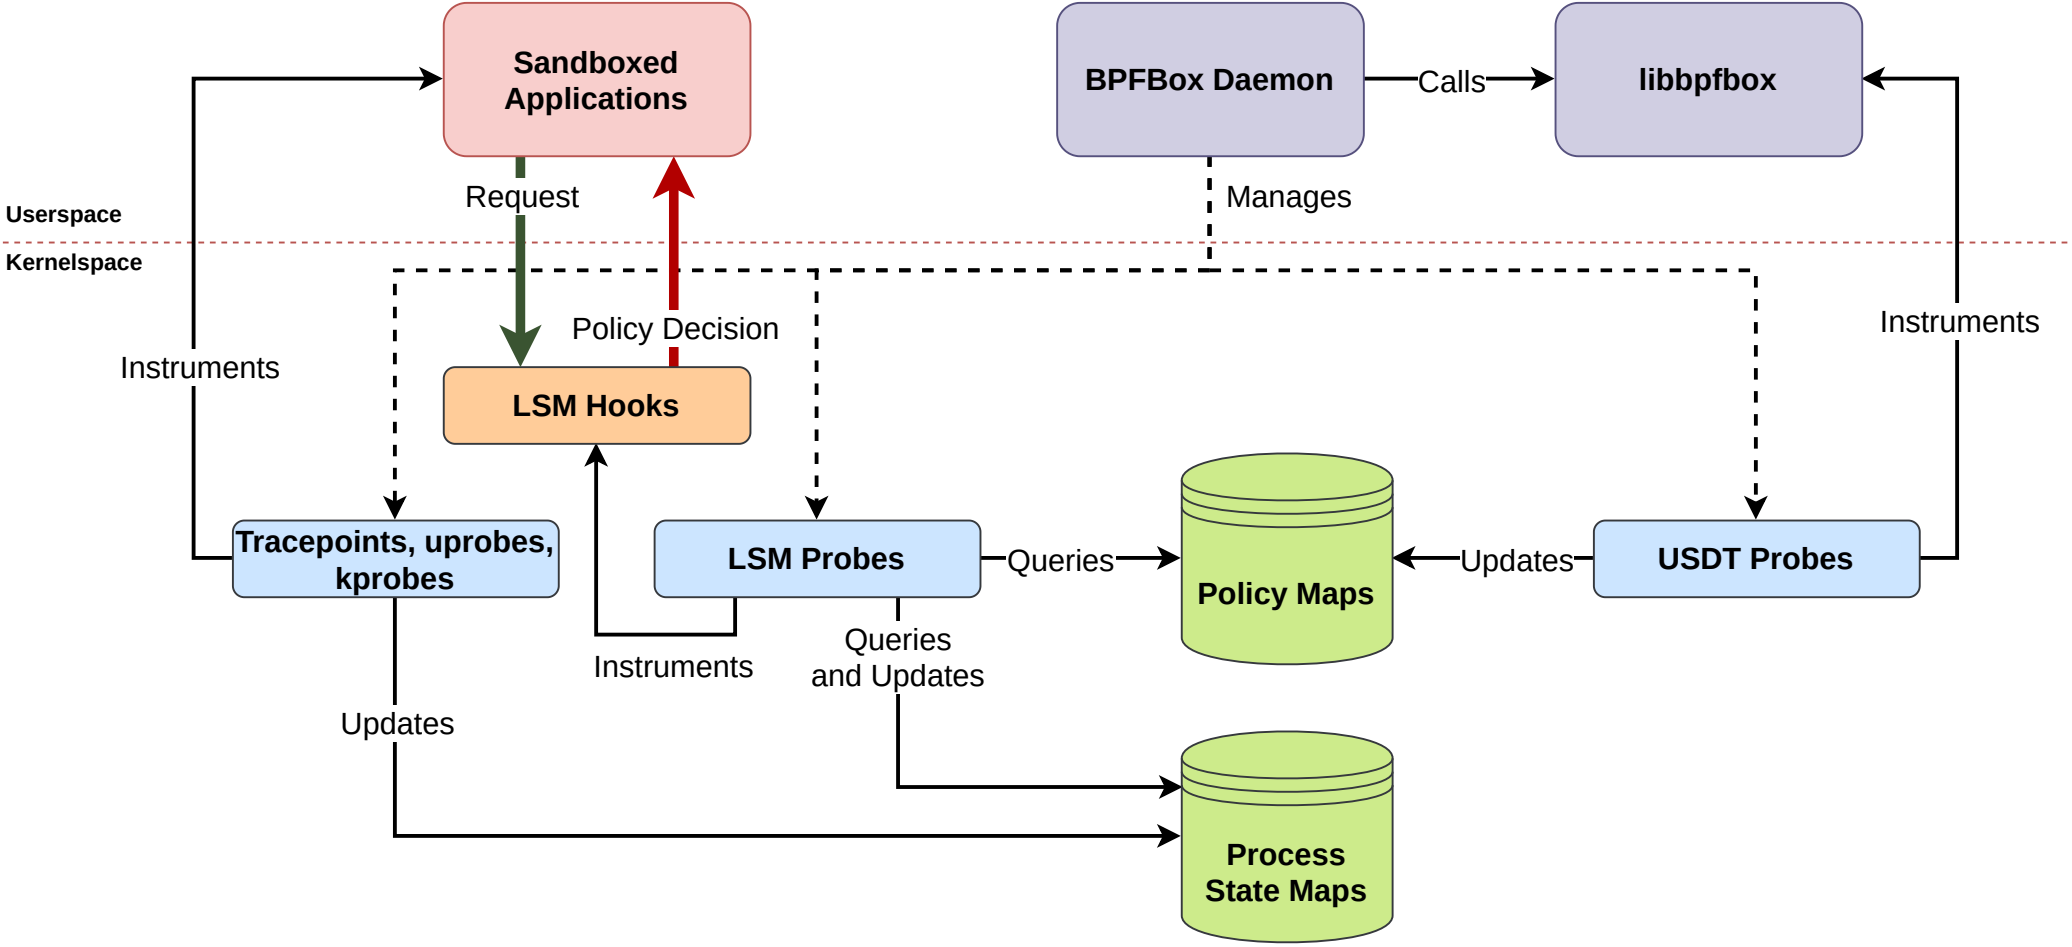 Sandboxed
Applications
BPFBox Daemon
Calls
libbpfbox
Request
Manages
Userspace
Kernelspace
Policy Decision
Instruments
Instruments
LSM Hooks
Tracepoints, uprobes,
kprobes
LSM Probes
Queries
Policy Maps
Updates
USDT Probes
Instruments
Queries
and Updates
Updates
Process
State Maps